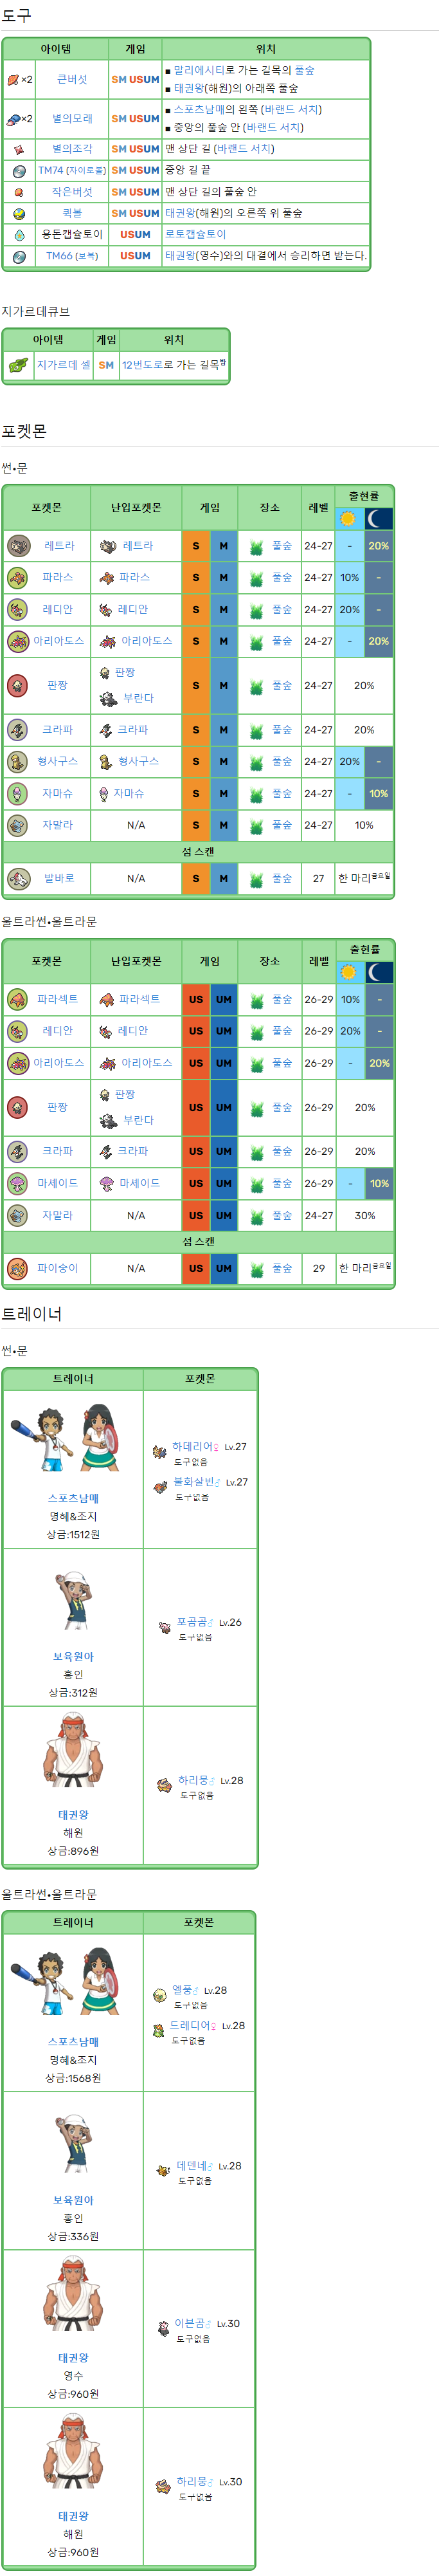 도구
아이템 게임 위치
×2 큰버섯 SM USUM ■ 말리에시티로 가는 길목의 풀숲
■ 태권왕(해원)의 아래쪽 풀숲
×2 별의모래 SM USUM ■ 스포츠남매의 왼쪽 (바랜드 서치)
■ 중앙의 풀숲 안 (바랜드 서치)
별의조각 SM USUM 맨 상단 길 (바랜드 서치)
TM74 (자이로볼) SM USUM 중앙 길 끝
작은버섯 SM USUM 맨 상단 길의 풀숲 안
퀵볼 SM USUM 태권왕(해원)의 오른쪽 위 풀숲
용돈캡슐토이 USUM 로토캡슐토이
TM66 (보복) USUM 태권왕(영수)와의 대결에서 승리하면 받는다.
지가르데큐브
아이템 게임 위치
지가르데 셀 SM 12번도로로 가는 길목밤
포켓몬
썬•문
포켓몬 난입포켓몬 게임 장소 레벨 출현률
레트라 레트라 S M 풀숲 24-27 - 20%
파라스 파라스 S M 풀숲 24-27 10% -
레디안 레디안 S M 풀숲 24-27 20% -
아리아도스 아리아도스 S M 풀숲 24-27 - 20%
판짱 판짱 S M 풀숲 24-27 20%
부란다
크라파 크라파 S M 풀숲 24-27 20%
형사구스 형사구스 S M 풀숲 24-27 20% -
자마슈 자마슈 S M 풀숲 24-27 - 10%
자말라 N/A S M 풀숲 24-27 10%
섬 스캔
발바로 N/A S M 풀숲 27 한 마리금요일
울트라썬•울트라문
포켓몬 난입포켓몬 게임 장소 레벨 출현률
파라섹트 파라섹트 US UM 풀숲 26-29 10% -
레디안 레디안 US UM 풀숲 26-29 20% -
아리아도스 아리아도스 US UM 풀숲 26-29 - 20%
판짱 판짱 US UM 풀숲 26-29 20%
부란다
크라파 크라파 US UM 풀숲 26-29 20%
마셰이드 마셰이드 US UM 풀숲 26-29 - 10%
자말라 N/A US UM 풀숲 24-27 30%
섬 스캔
파이숭이 N/A US UM 풀숲 29 한 마리금요일
트레이너
썬•문
트레이너 포켓몬
하데리어♀ Lv.27
도구없음
불화살빈♂ Lv.27
도구없음
스포츠남매
명혜&조지
상금:1512원
포곰곰♂ Lv.26
도구없음
보육원아
홍인
상금:312원
하리뭉♂ Lv.28
도구없음
태권왕
해원
상금:896원
울트라썬•울트라문
트레이너 포켓몬
엘풍♂ Lv.28
도구없음
드레디어♀ Lv.28
도구없음
스포츠남매
명혜&조지
상금:1568원
데덴네♂ Lv.28
도구없음
보육원아
홍인
상금:336원
이븐곰♂ Lv.30
도구없음
태권왕
영수
상금:960원
하리뭉♂ Lv.30
도구없음
태권왕
해원
상금:960원